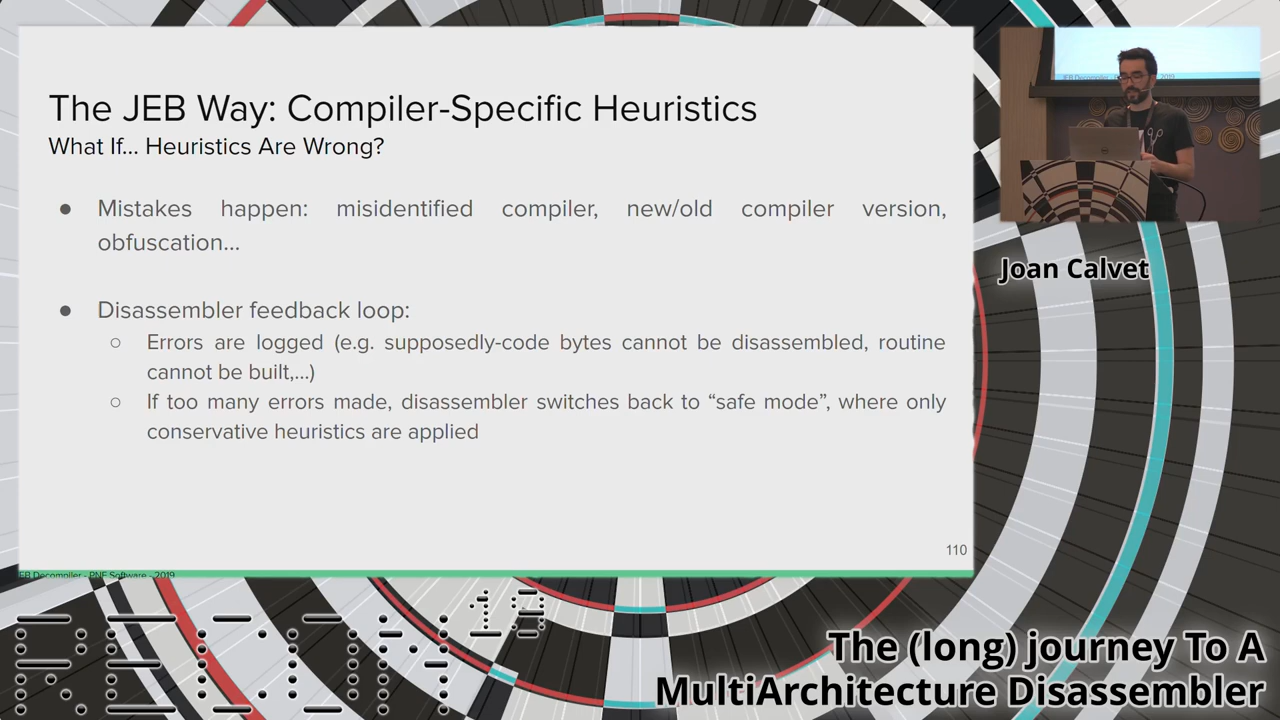 The JEB Way: Compiler-Specific Heuristics
What If... Heuristics Are Wrong?
● Mistakes happen: misidentified compiler, new/old compiler version,
obfuscation...
● Disassembler feedback loop:
○ Errors are logged (e.g. supposedly-code bytes cannot be disassembled, routine
cannot be built,...)
○ If too many errors made, disassembler switches back to “safe mode”, where only
conservative heuristics are applied
110
EB Decompiler - PNF Software - 2019
Joan Calvet
RECON 19
The (long) journey To A
MultiArchitecture Disassembler